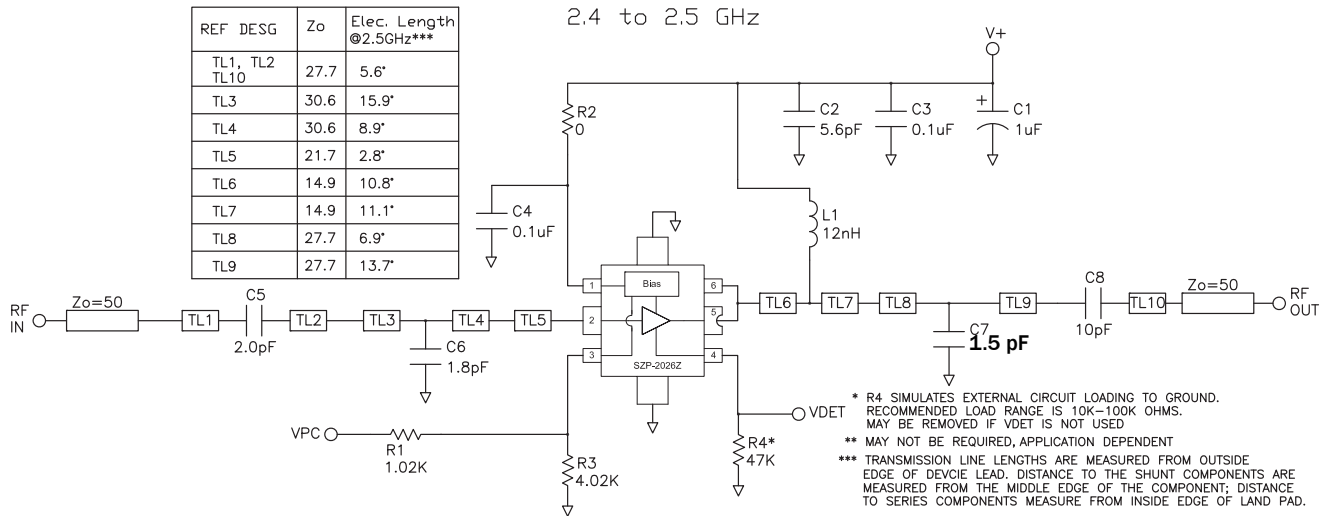 2.4 to 2.5 GHz
REF DESG Zo Elec. Length @2.5GHz***
TL1, TL2 TL10 27.7 5.6°
TL3 30.6 15.9°
TL4 30.6 8.9°
TL5 21.7 2.8°
TL6 14.9 10.8°
TL7 14.9 11.1°
TL8 27.7 6.9°
TL9 27.7 13.7°
V+
R2
0
C2
5.6pF
C3
0.1uF
+
C1
1uF
C4
0.1uF
L1
12nH
Bias
1
2
3
6
5
4
SZP-2026Z
RF IN
Zo=50
TL1
C5
2.0pF
TL2
TL3
C6
1.8pF
TL4
TL5
TL6
TL7
TL8
C7
1.5 pF
TL9
C8
10pF
TL10
Zo=50
RF OUT
VPC
R1
1.02K
R3
4.02K
VDET
R4*
47K
* R4 SIMULATES EXTERNAL CIRCUIT LOADING TO GROUND.
RECOMMENDED LOAD RANGE IS 10K-100K OHMS.
MAY BE REMOVED IF VDET IS NOT USED
** MAY NOT BE REQUIRED, APPLICATION DEPENDENT
*** TRANSMISSION LINE LENGTHS ARE MEASURED FROM OUTSIDE
EDGE OF DEVCIE LEAD. DISTANCE TO THE SHUNT COMPONENTS ARE
MEASURED FROM THE MIDDLE EDGE OF THE COMPONENT; DISTANCE
TO SERIES COMPONENTS MEASURE FROM INSIDE EDGE OF LAND PAD.